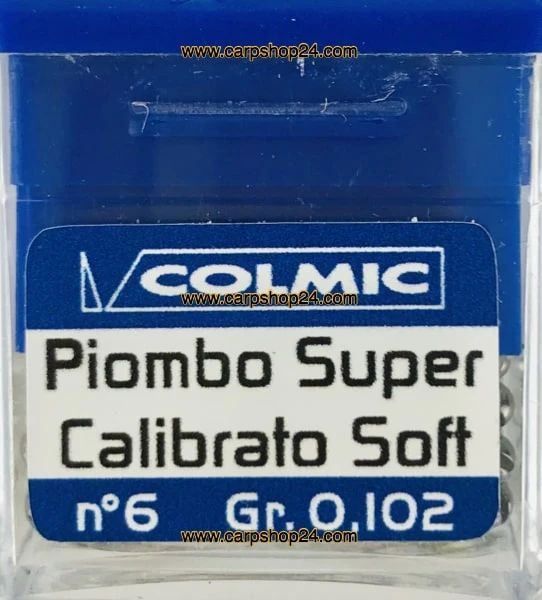 www.carpshop24.com
COLMIC
www.carpshop24.com
Piombo Super
Calibrato Soft
n°6 Gr. 0,102
www.carpshop24.com